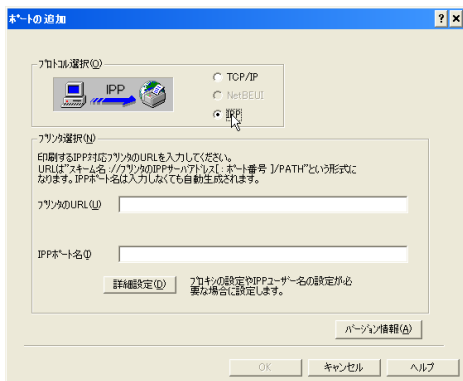 ﾎﾟｰﾄの追加
ﾌﾟﾛﾄｺﾙ選択(O)
IPP
TCP/IP
NetBEUI
IPP
ﾌﾟﾘﾝﾀ選択(N)
印刷するIPP対応ﾌﾟﾘﾝﾀのURLを入力してください。
URLは"ｽｷｰﾑ名://ﾌﾟﾘﾝﾀのIPPｻｰﾊﾞｱﾄﾞﾚｽ[：ﾎﾟｰﾄ番号 ]/PATH"という形式に
なります。IPPﾎﾟｰﾄ名は入力しなくても自動生成されます。
ﾌﾟﾘﾝﾀのURL(U)
IPPﾎﾟｰﾄ名(I)
詳細設定(D)
ﾌﾟﾛｷｼの設定やIPPﾕｰｻﾞｰ名の設定が必
要な場合に設定します。
ﾊﾞｰｼﾞｮﾝ情報(A)
OK
ｷｬﾝｾﾙ
ヘルプ